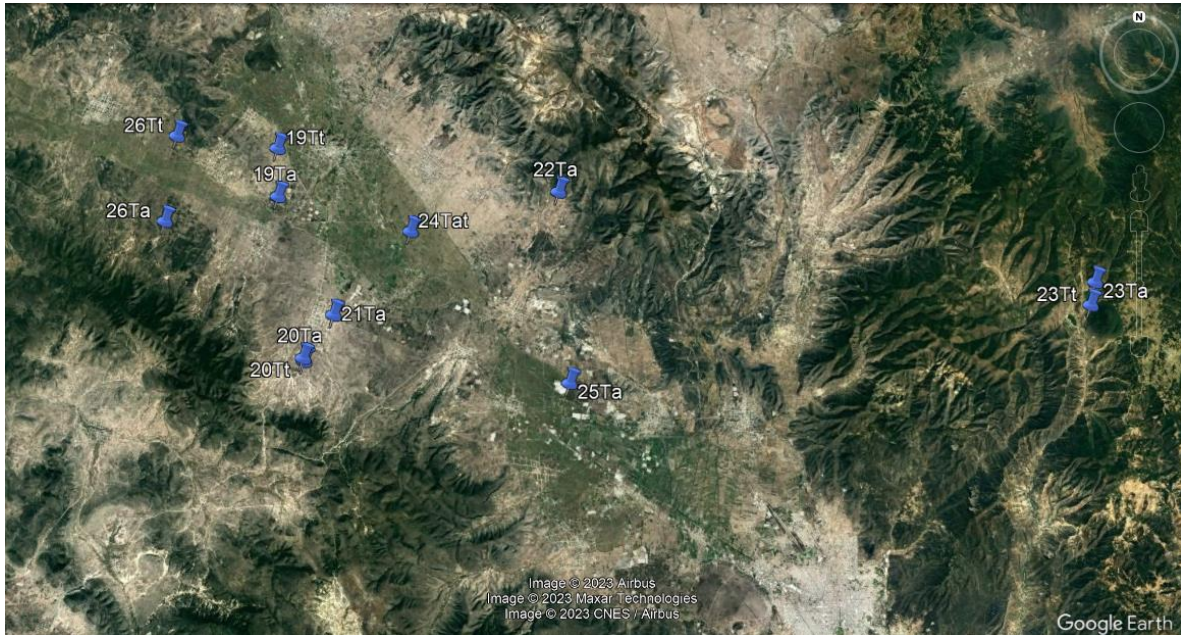 N
26Tt
19Tt
19Ta
22Ta
26Ta
24Tat
23Tt
23Ta
21Ta
20Ta
20Tt
25Ta
Image © 2023 Airbus
Image © 2023 Maxar Technologies
Image © 2023 CNES / Airbus
Google Earth